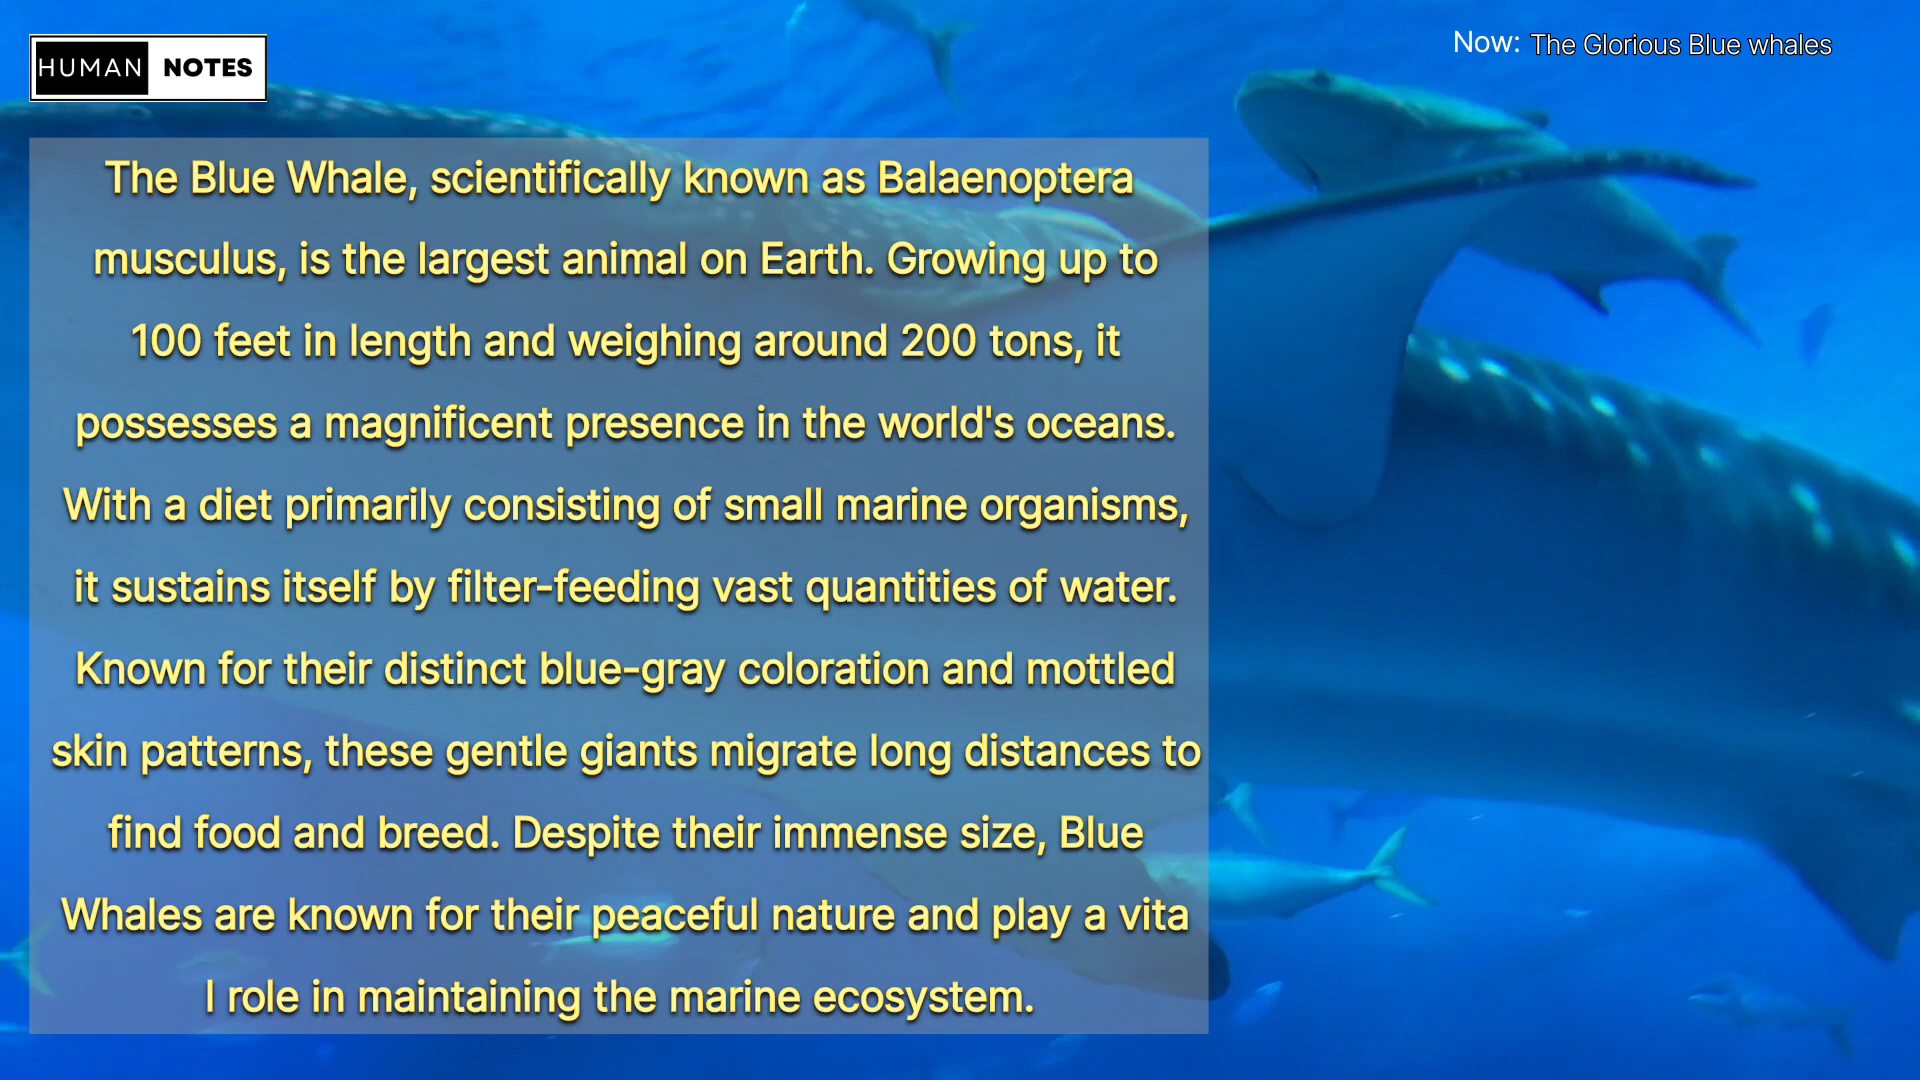 HUMAN NOTES
Now: The Glorious Blue whales
The Blue Whale, scientifically known as Balaenoptera
musculus, is the largest animal on Earth. Growing up to
100 feet in length and weighing around 200 tons, it
possesses a magnificent presence in the world's oceans.
With a diet primarily consisting of small marine organisms,
it sustains itself by filter-feeding vast quantities of water.
Known for their distinct blue-gray coloration and mottled
skin patterns, these gentle giants migrate long distances to
find food and breed. Despite their immense size, Blue
Whales are known for their peaceful nature and play a vita
l role in maintaining the marine ecosystem.